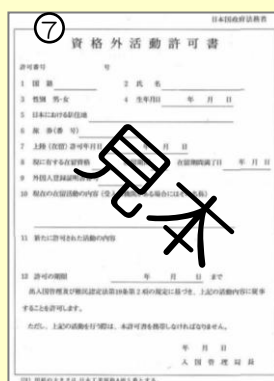 ⑦
日本国政府法務省
資格外活動許可書
許可番号 号
1 国 籍 2 氏 名
3 性別 男・女 4 生年月日 年 月 日
5 日本における居住地
6 旅 券(番 号)
7 上陸(在留)許可年月日 年 月 日
8 現に有する在留資格 在留期間 在留期間満了日 年 月 日
9 外国人登録証明書番号
10 現在の在留活動の内容
11 新たに許可された活動の内容
12 許可の期限 年 月 日 まで
出入国管理及び難民認定法第19条第2項の規定に基づき、上記の活動内容に従事
することを許可します。
ただし、上記の活動を行う際は、本許可書を携帯しなければなりません。
年 月 日
入 国 管 理 局 長
見本